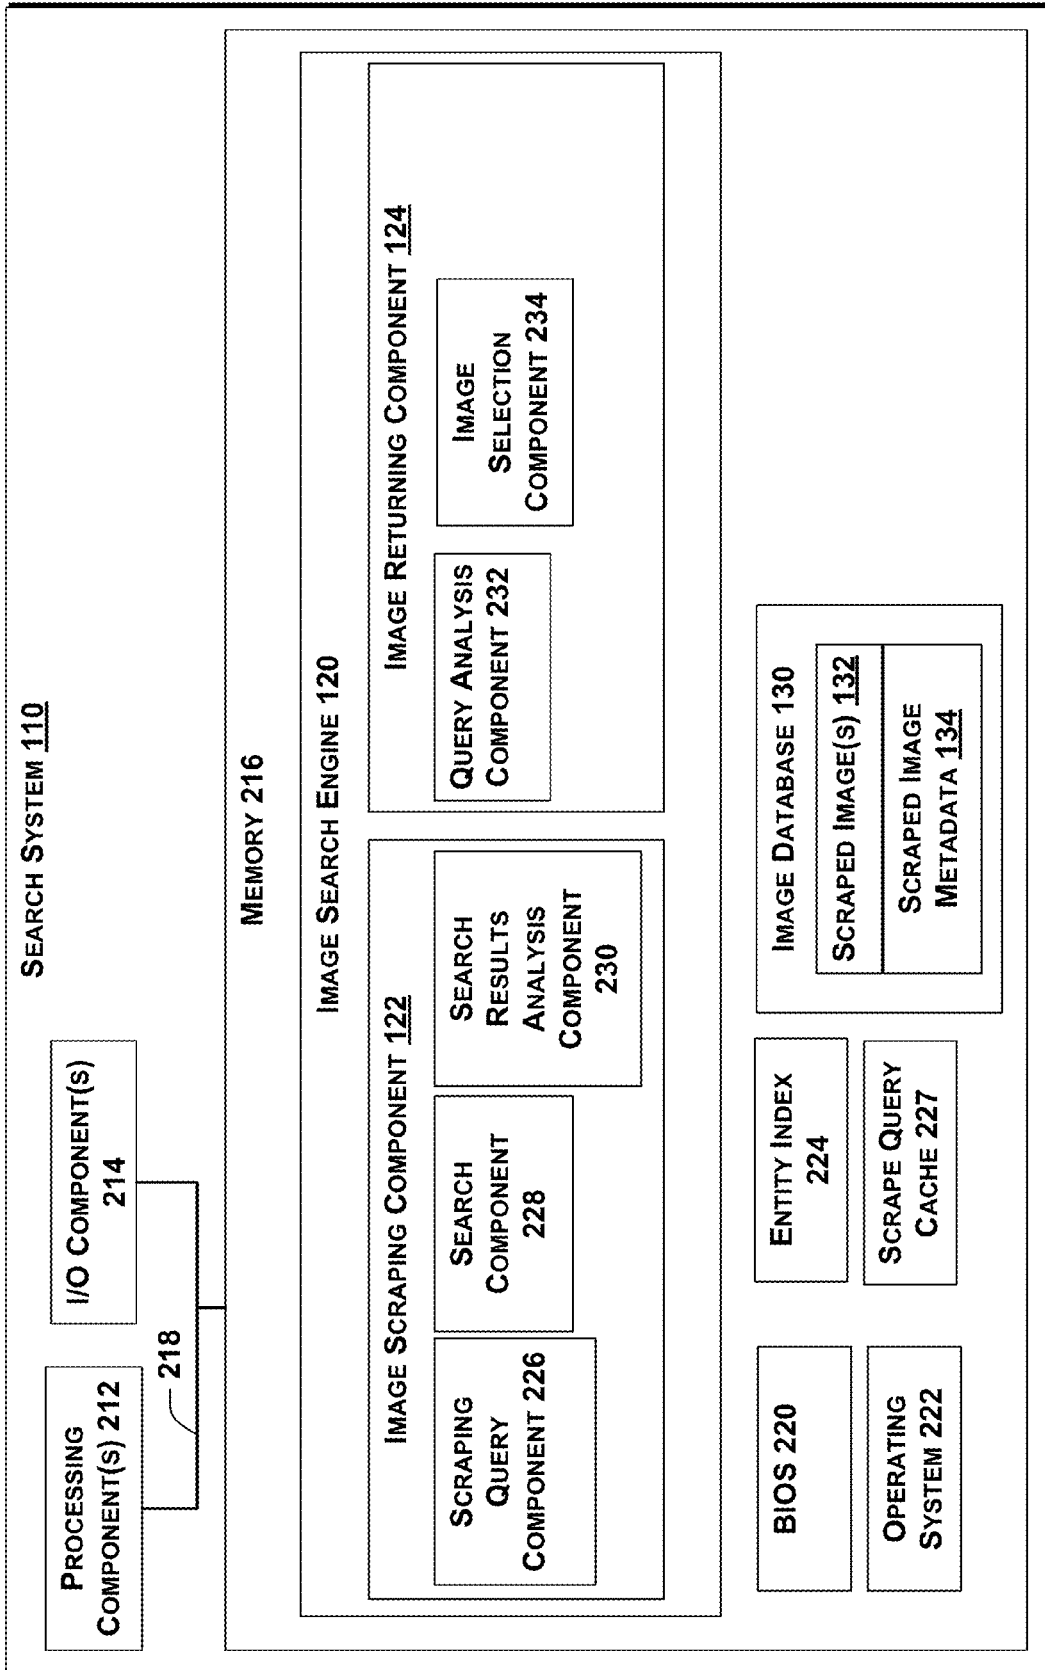 SEARCH SYSTEM 110
PROCESSING
COMPONENT(S) 212
I/O COMPONENT(S)
214
218
MEMORY 216
IMAGE SEARCH ENGINE 120
IMAGE SCRAPING COMPONENT 122
SCRAPING
QUERY
COMPONENT 226
SEARCH
COMPONENT
228
SEARCH
RESULTS
ANALYSIS
COMPONENT
230
IMAGE RETURNING COMPONENT 124
QUERY ANALYSIS
COMPONENT 232
IMAGE
SELECTION
COMPONENT 234
BIOS 220
OPERATING
SYSTEM 222
ENTITY INDEX
224
SCRAPE QUERY
CACHE 227
IMAGE DATABASE 130
SCRAPED IMAGE(S) 132
SCRAPED IMAGE
METADATA 134